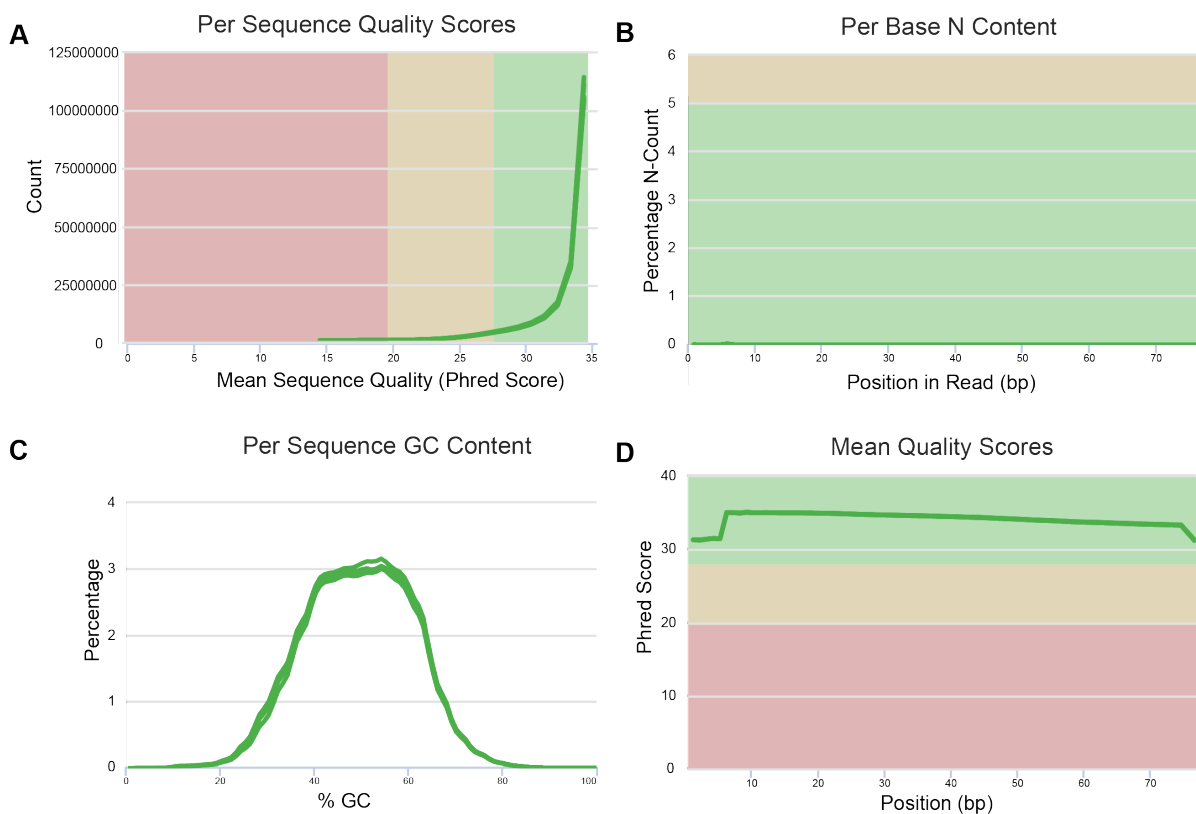 A
Per Sequence Quality Scores
125000000
100000000
75000000
50000000
25000000
0
Count
0 5 10 15 20 25 30 35
Mean Sequence Quality (Phred Score)
B
Per Base N Content
6
5
4
3
2
1
0
Percentage N-Count
0 10 20 30 40 50 60 70
Position in Read (bp)
C
Per Sequence GC Content
4
3
2
1
0
Percentage
0 20 40 60 80 100
% GC
D
Mean Quality Scores
40
30
20
10
0
Phred Score
10 20 30 40 50 60 70
Position (bp)